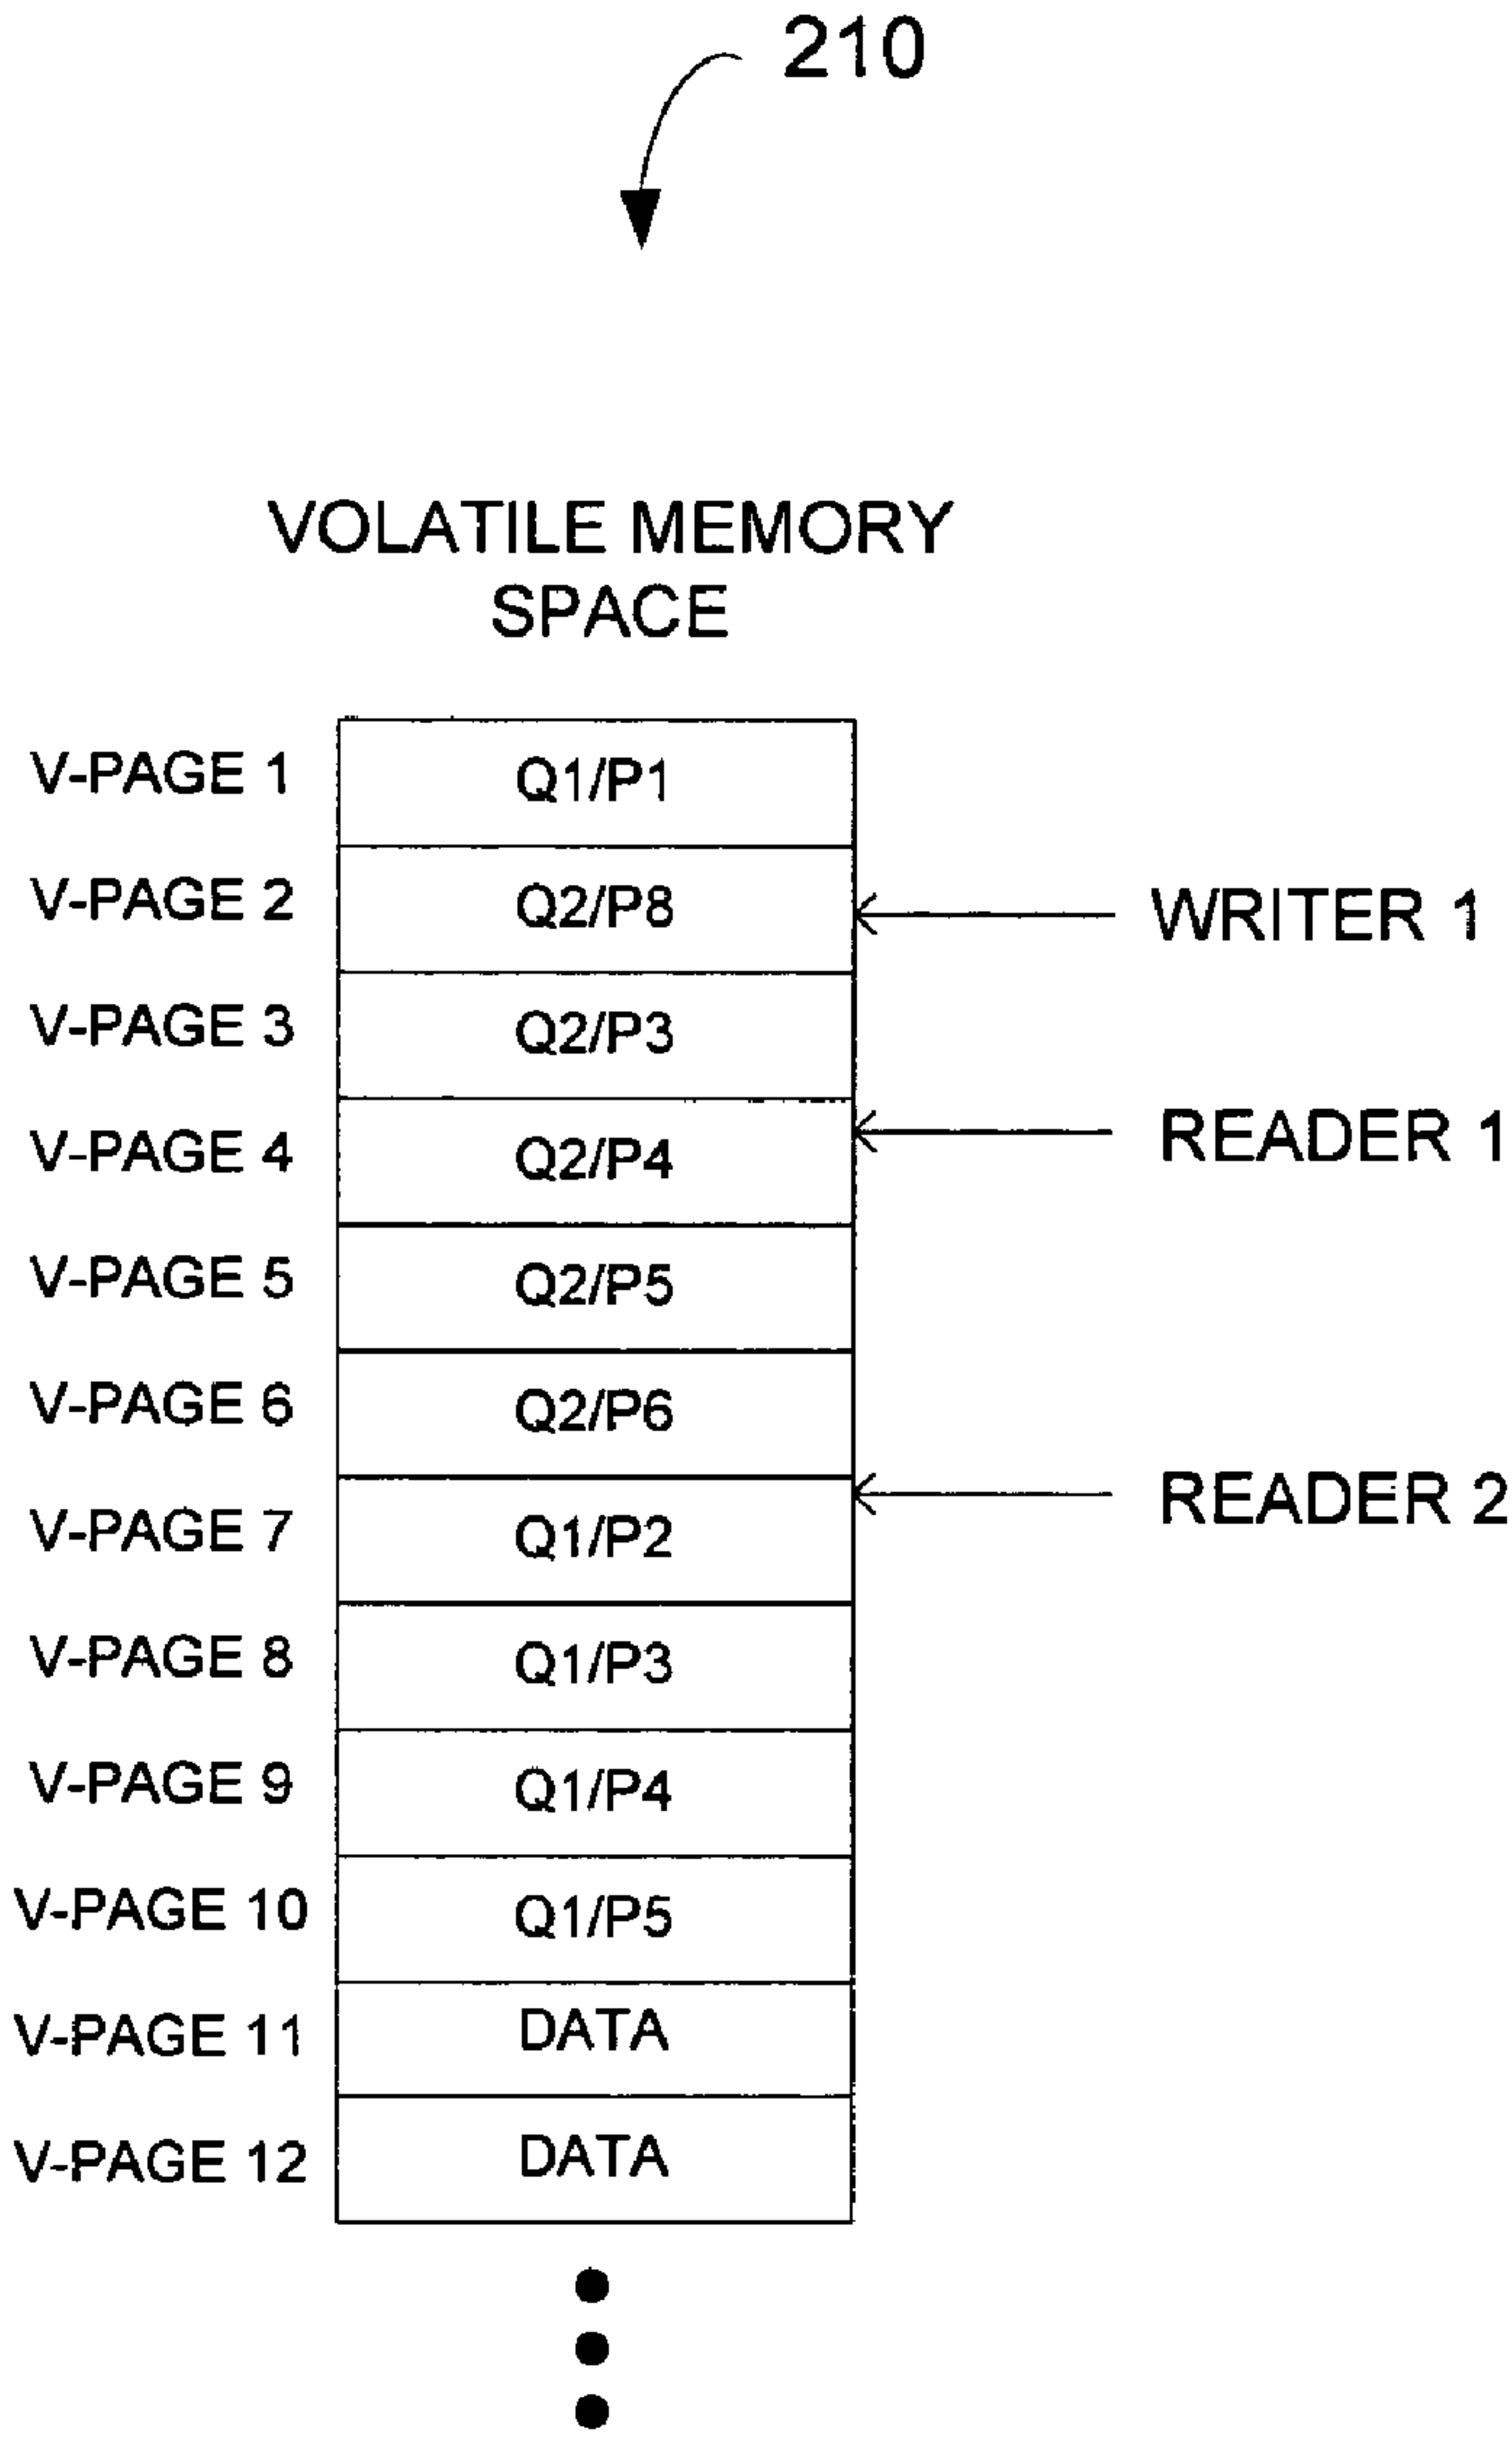 210
VOLATILE MEMORY
SPACE
V-PAGE 1 Q1/P1
V-PAGE 2 Q2/P8 WRITER 1
V-PAGE 3 Q2/P3
V-PAGE 4 Q2/P4 READER 1
V-PAGE 5 Q2/P5
V-PAGE 6 Q2/P6
V-PAGE 7 Q1/P2 READER 2
V-PAGE 8 Q1/P3
V-PAGE 9 Q1/P4
V-PAGE 10 Q1/P5
V-PAGE 11 DATA
V-PAGE 12 DATA